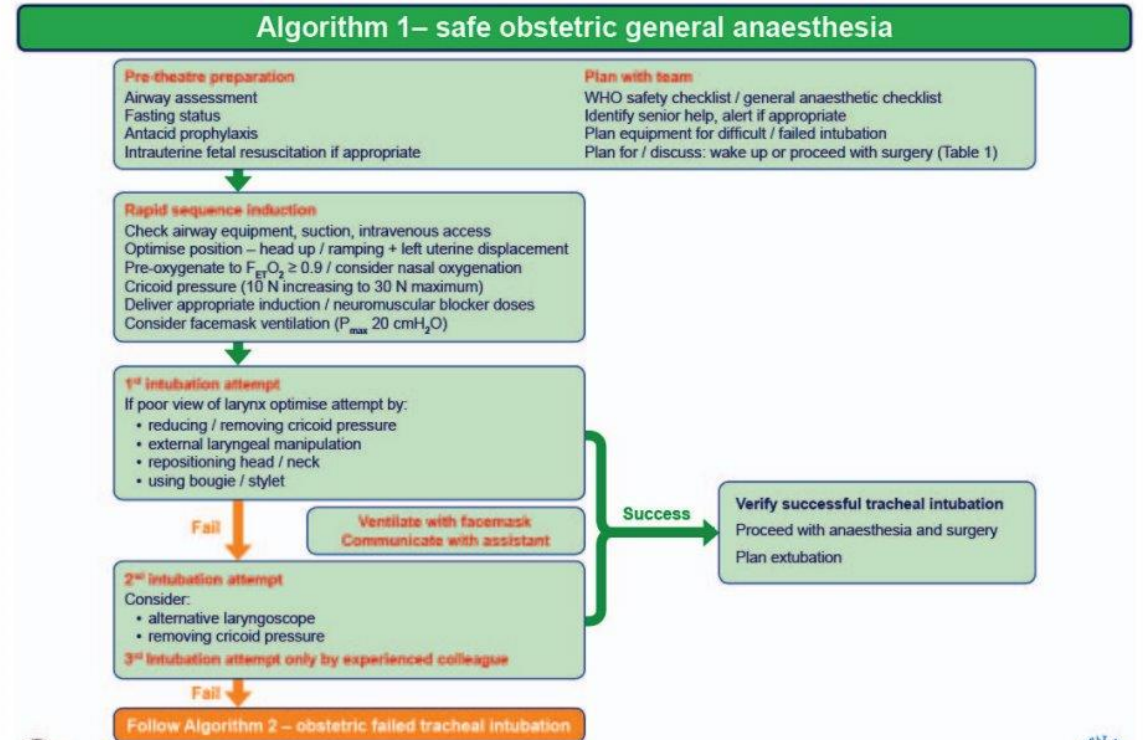 Algorithm 1– safe obstetric general anaesthesia
Pre-theatre preparation
Airway assessment
Fasting status
Antacid prophylaxis
Intrauterine fetal resuscitation if appropriate
Plan with team
WHO safety checklist / general anaesthetic checklist
Identify senior help, alert if appropriate
Plan equipment for difficult / failed intubation
Plan for / discuss: wake up or proceed with surgery (Table 1)
Rapid sequence induction
Check airway equipment, suction, intravenous access
Optimise position – head up / ramping + left uterine displacement
Pre-oxygenate to FETO2 ≥ 0.9 / consider nasal oxygenation
Cricoid pressure (10 N increasing to 30 N maximum)
Deliver appropriate induction / neuromuscular blocker doses
Consider facemask ventilation (Pmax 20 cmH2O)
1st intubation attempt
If poor view of larynx optimise attempt by:
• reducing / removing cricoid pressure
• external laryngeal manipulation
• repositioning head / neck
• using bougie / stylet
Fail
Ventilate with facemask
Communicate with assistant
Success
Verify successful tracheal intubation
Proceed with anaesthesia and surgery
Plan extubation
2nd intubation attempt
Consider:
• alternative laryngoscope
• removing cricoid pressure
3rd Intubation attempt only by experienced colleague
Fail
Follow Algorithm 2 – obstetric failed tracheal intubation